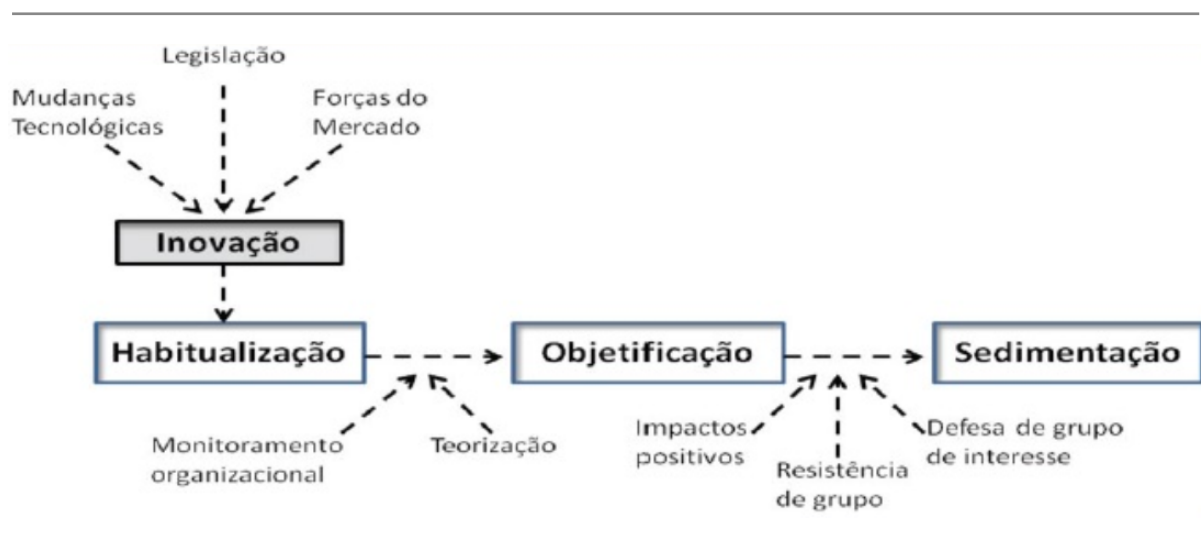 Legislação
Mudanças
Tecnológicas
Forças do
Mercado
Inovação
Habitualização
Objetificação
Sedimentação
Monitoramento
organizacional
Teorização
Impactos
positivos
Resistência
de grupo
Defesa de grupo
de interesse